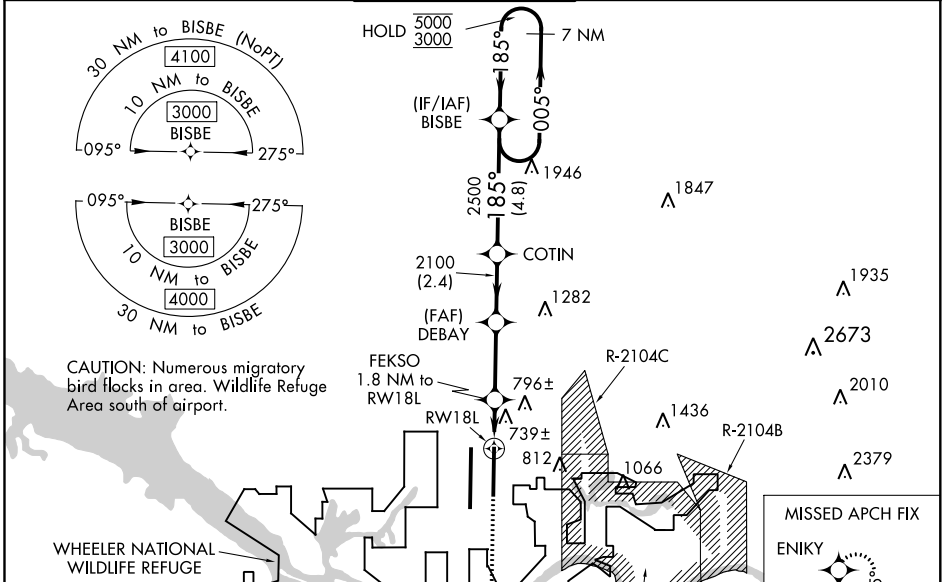 30 NM to BISBE (NoPT)
4100
10 NM to BISBE
3000
BISBE
095°
275°
095°
275°
BISBE
3000
10 NM to BISBE
4000
30 NM to BISBE
CAUTION: Numerous migratory
bird flocks in area. Wildlife Refuge
Area south of airport.
HOLD
5000
3000
7 NM
185°
005°
(IF/IAF)
BISBE
1946
1847
2500
185°
(4.8)
COTIN
2100
(2.4)
1282
1935
(FAF)
DEBAY
2673
R-2104C
FEKSO
1.8 NM to
RW18L
796±
2010
RW18L
739±
1436
R-2104B
812
1066
2379
MISSED APCH FIX
ENIKY
WHEELER NATIONAL
WILDLIFE REFUGE